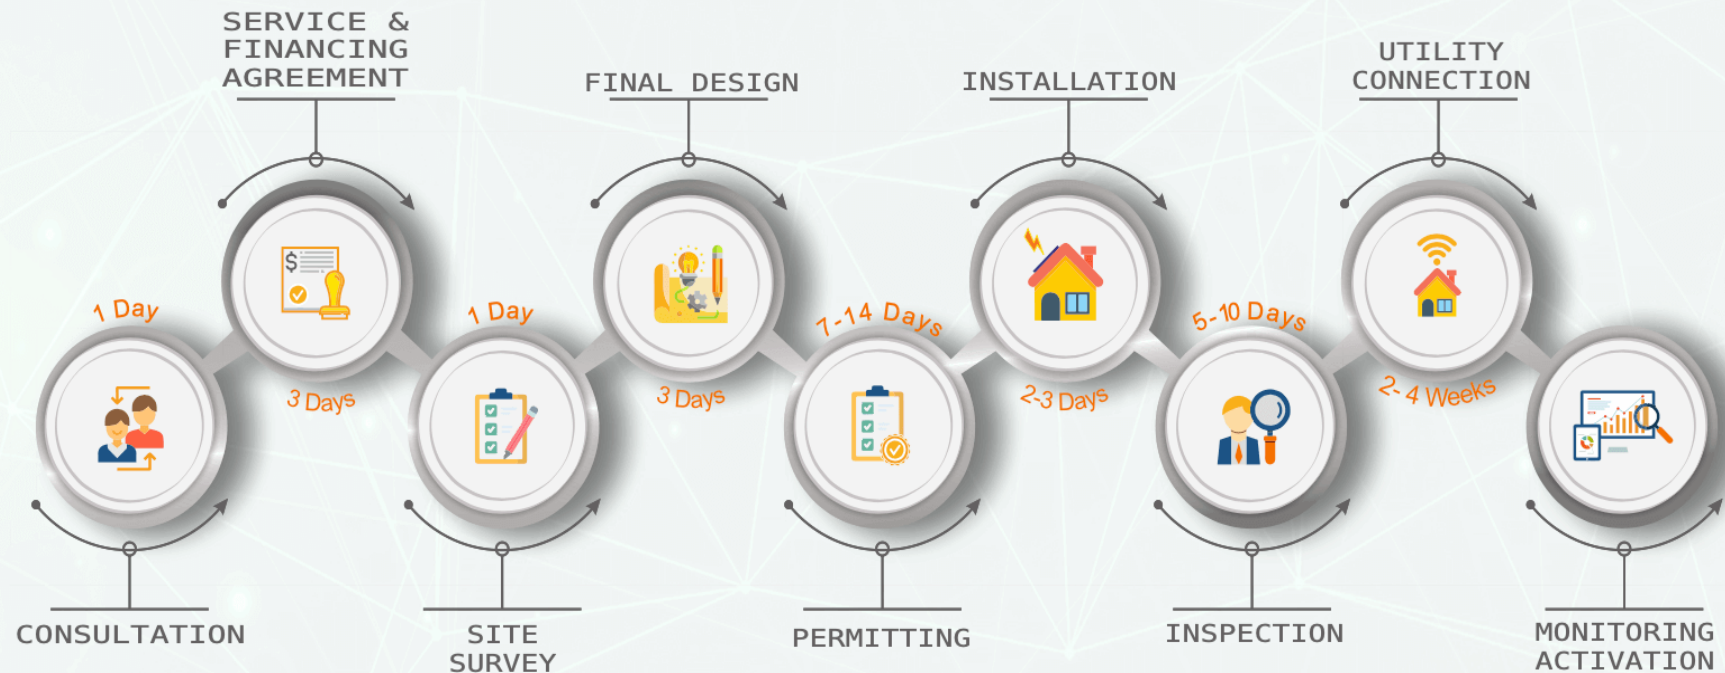 SERVICE &
FINANCING
AGREEMENT
FINAL DESIGN
INSTALLATION
UTILITY
CONNECTION
$
1 Day
3 Days
1 Day
3 Days
7-14 Days
2-3 Days
5-10 Days
2-4 Weeks
CONSULTATION
SITE
SURVEY
PERMITTING
INSPECTION
MONITORING
ACTIVATION